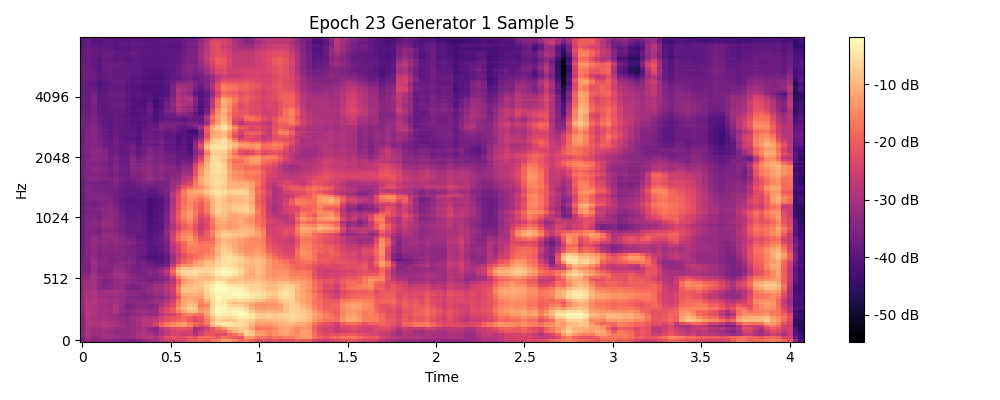 Epoch 23 Generator 1 Sample 5
Hz
4096
2048
1024
512
0
0 0.5 1 1.5 2 2.5 3 3.5 4
Time
-10 dB
-20 dB
-30 dB
-40 dB
-50 dB